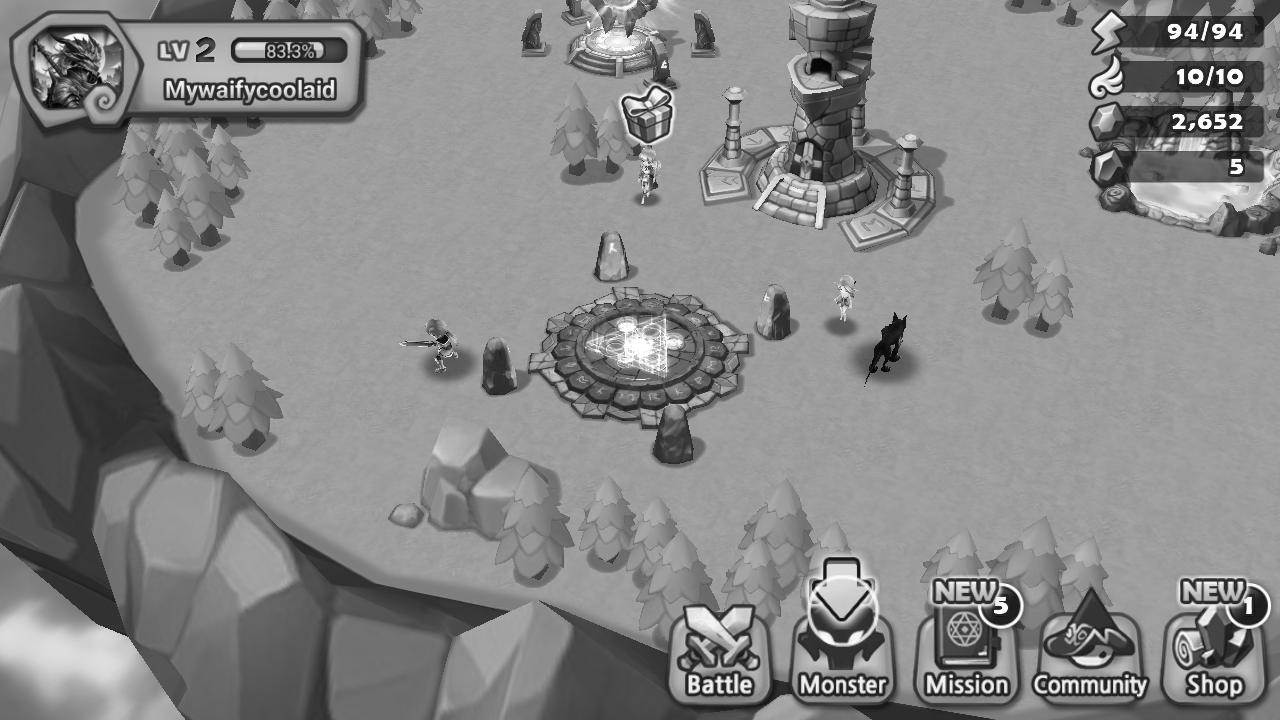 LV 2 83.3%
Mywaifycoolaid
94/94
10/10
2,652
5
NEW 5
NEW 1
Battle Monster Mission Community Shop